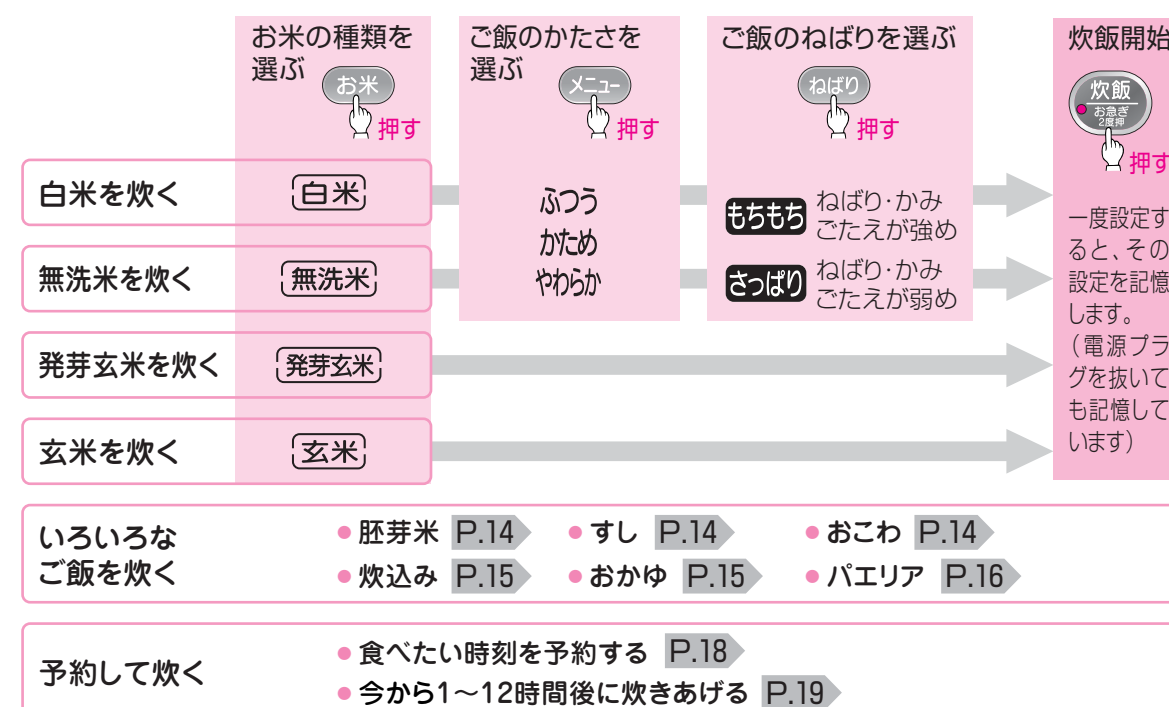 お米の種類を
選ぶ
お米
押す
ご飯のかたさを
選ぶ
メニュー
押す
ご飯のねばりを選ぶ
ねばり
押す
炊飯開始
炊飯
お急ぎ
2度押
押す
白米を炊く
白米
無洗米を炊く
無洗米
発芽玄米を炊く
発芽玄米
玄米を炊く
玄米
ふつう
かため
やわらか
もちもち
ねばり・かみ
ごたえが強め
さっぱり
ねばり・かみ
ごたえが弱め
一度設定す
ると、その
設定を記憶
します。
(電源プラ
グを抜いて
も記憶して
います)
いろいろな
ご飯を炊く
●胚芽米 P.14 ●すし P.14 ●おこわ P.14
●炊込み P.15 ●おかゆ P.15 ●パエリア P.16
予約して炊く
●食べたい時刻を予約する P.18
●今から1〜12時間後に炊きあげる P.19